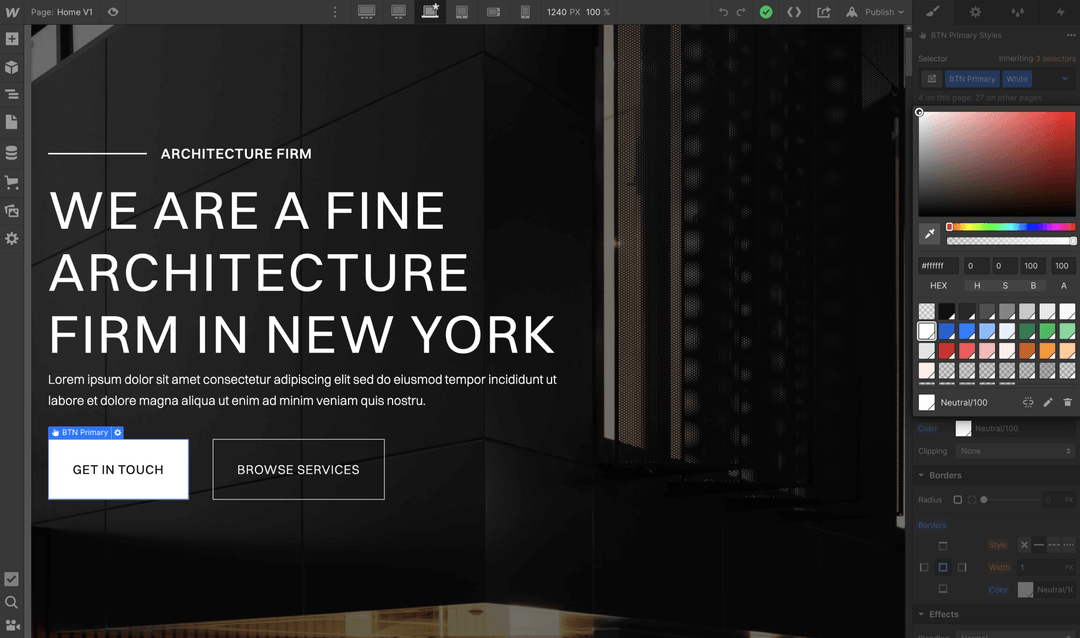 Page: Home V1
1240 PX 100 %
Publish
BTN Primary Styles
Selector
Inheriting 3 selectors
BTN Primary
White
4 on this page, 27 on other pages.
#ffffff 0 0 100 100
HEX H S B A
Neutral/100
Color Neutral/100
Clipping None
Borders
Radius 0 PX
Borders
Style
Width 1 PX
Color Neutral/10
Effects
ARCHITECTURE FIRM
WE ARE A FINE
ARCHITECTURE
FIRM IN NEW YORK
Lorem ipsum dolor sit amet consectetur adipiscing elit sed do eiusmod tempor incididunt ut
labore et dolore magna aliqua ut enim ad minim veniam quis nostru.
BTN Primary
GET IN TOUCH
BROWSE SERVICES